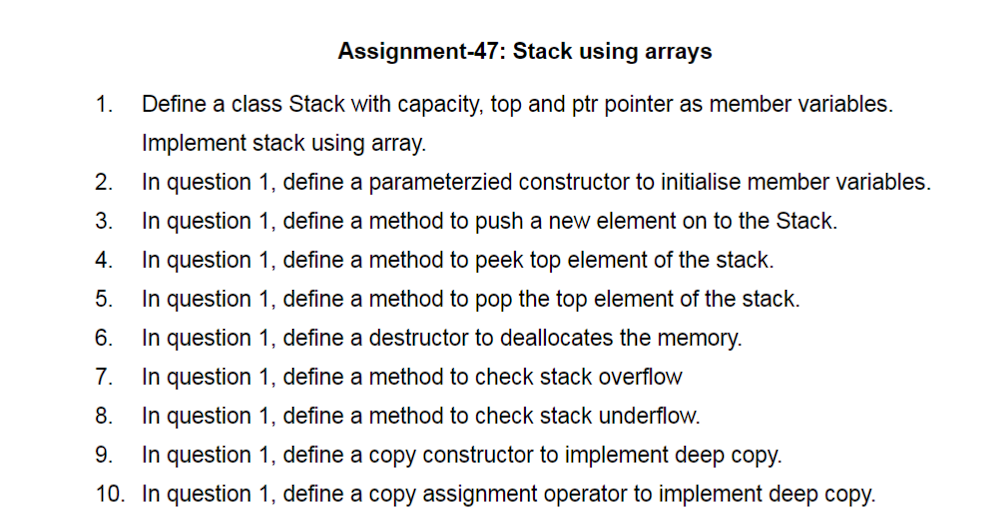 Assignment-47: Stack using arrays
1. Define a class Stack with capacity, top and ptr pointer as member variables.
Implement stack using array.
2. In question 1, define a parameterzied constructor to initialise member variables.
3. In question 1, define a method to push a new element on to the Stack.
4. In question 1, define a method to peek top element of the stack.
5. In question 1, define a method to pop the top element of the stack.
6. In question 1, define a destructor to deallocates the memory.
7. In question 1, define a method to check stack overflow
8. In question 1, define a method to check stack underflow.
9. In question 1, define a copy constructor to implement deep copy.
10. In question 1, define a copy assignment operator to implement deep copy.